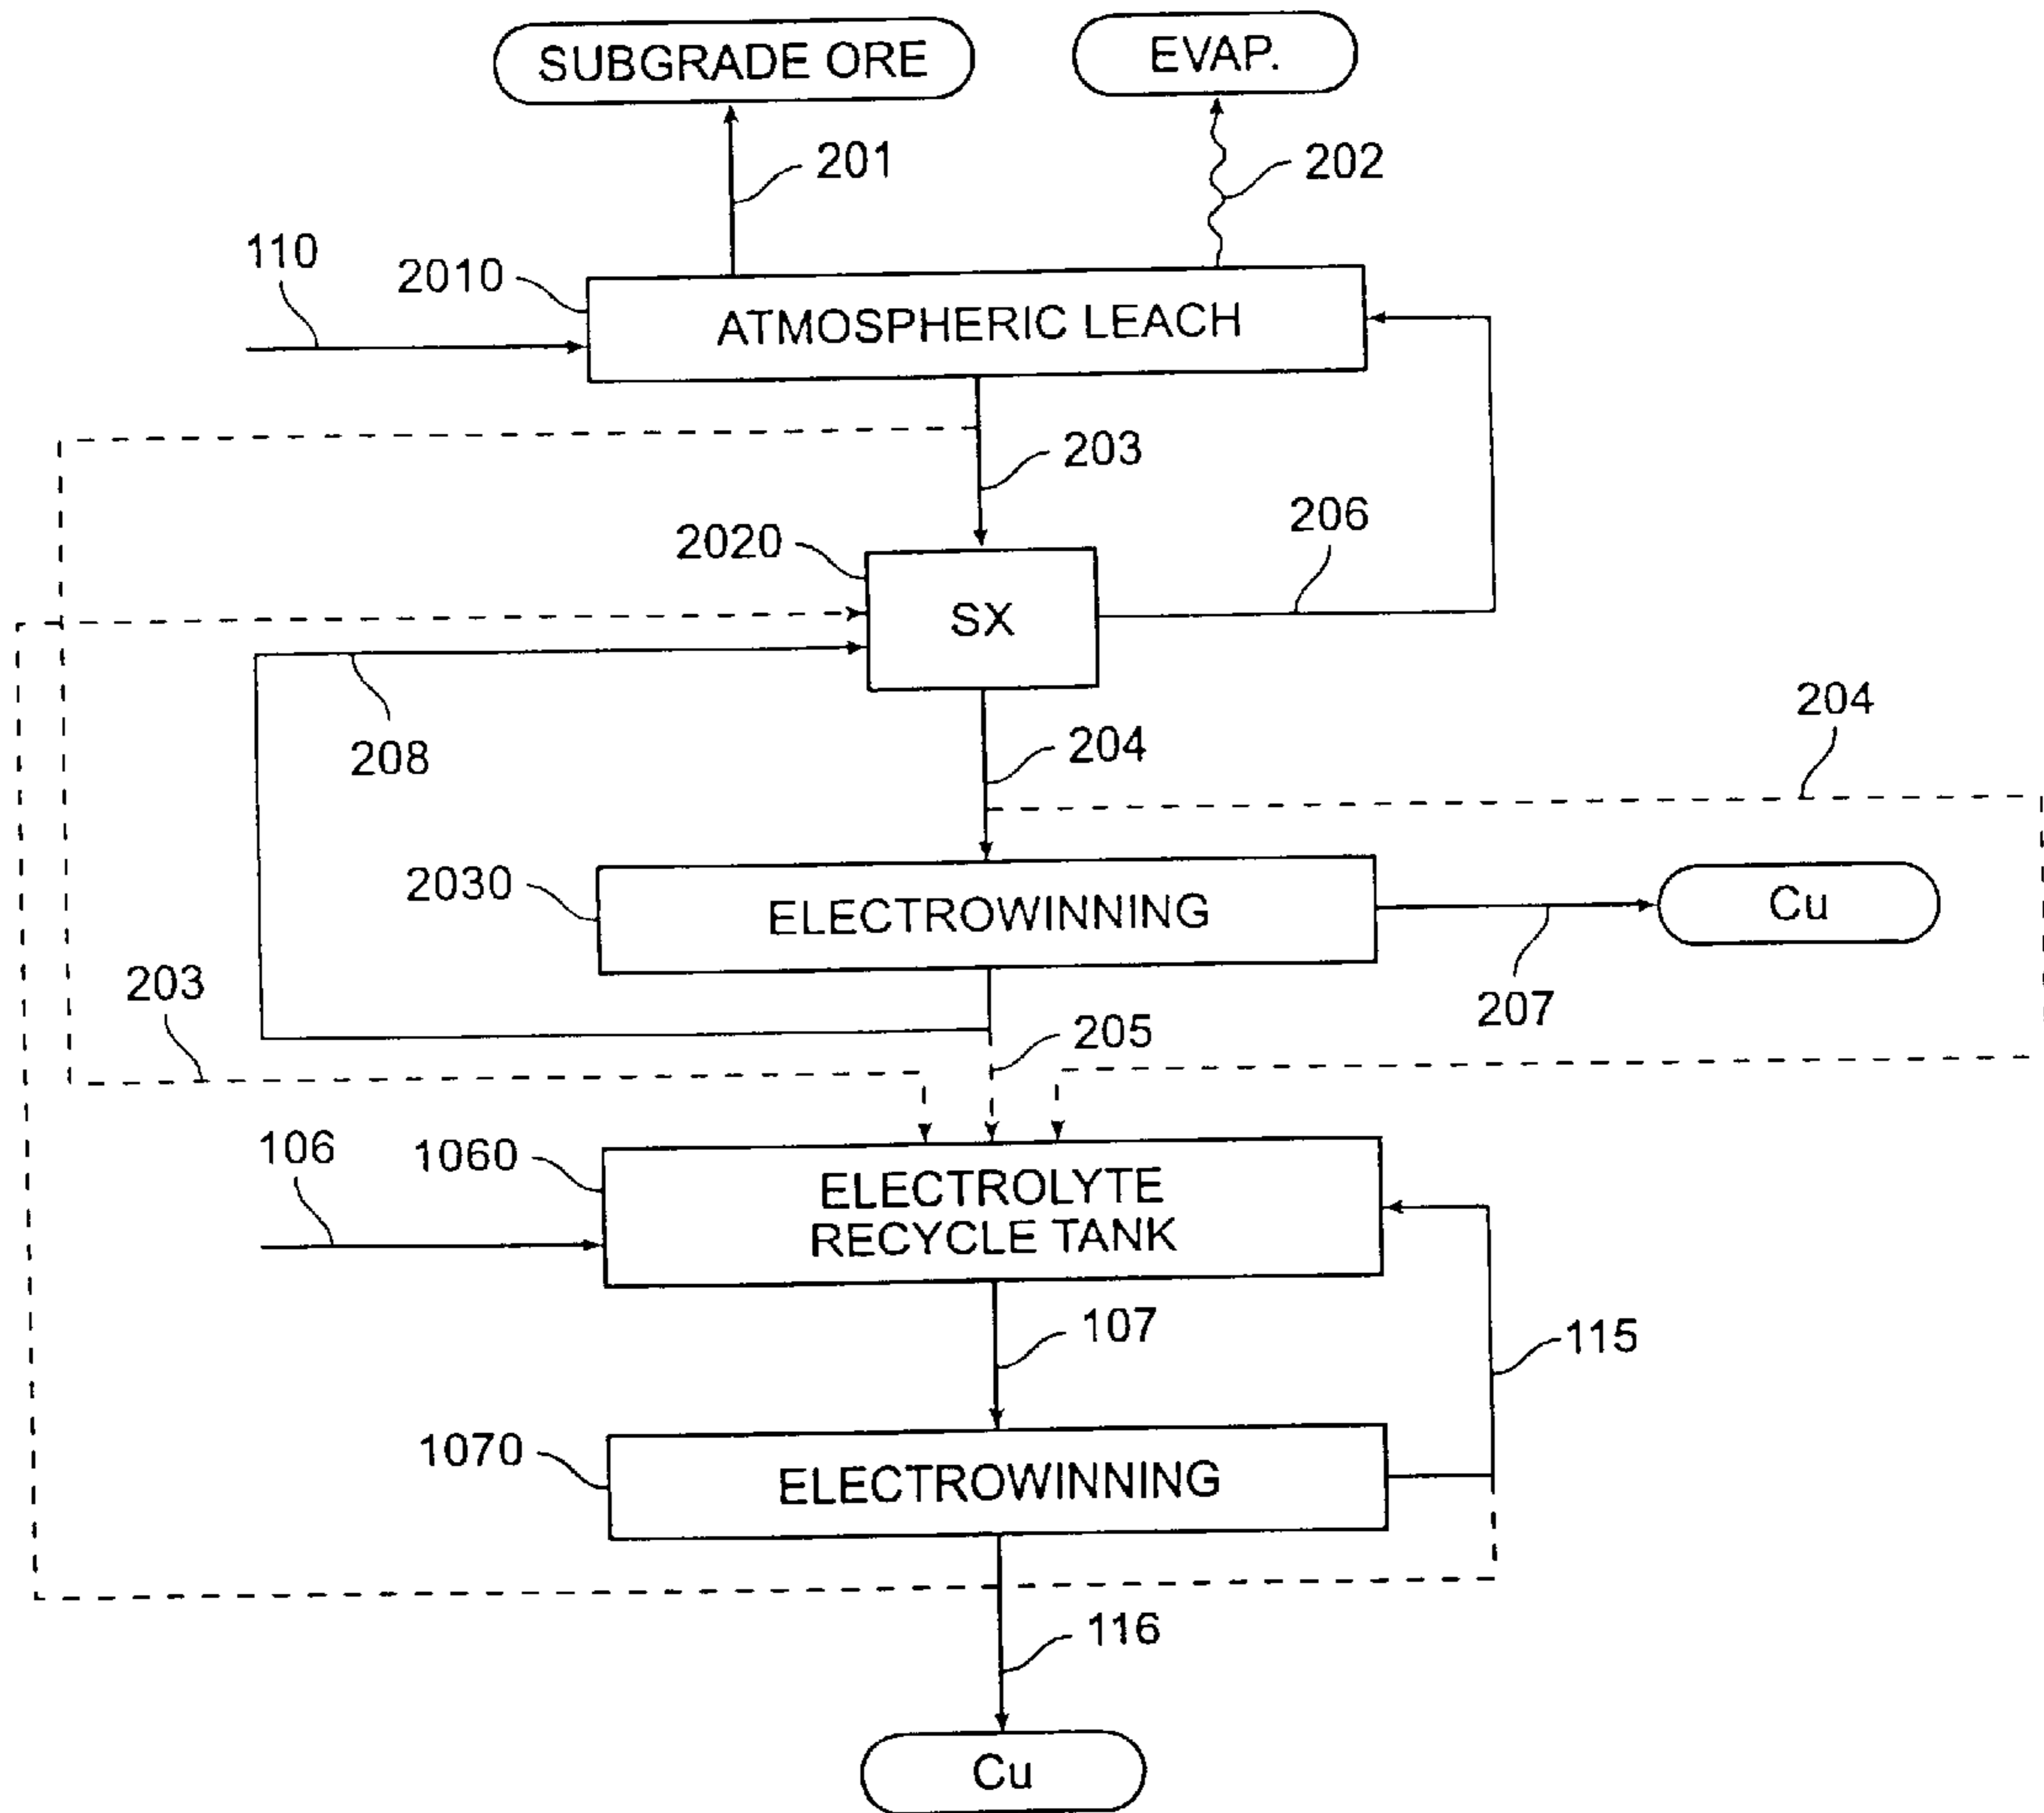 SUBGRADE ORE
EVAP.
201
202
110
2010
ATMOSPHERIC LEACH
203
206
2020
SX
208
204
204
2030
ELECTROWINNING
Cu
207
203
205
106
1060
ELECTROLYTE
RECYCLE TANK
107
115
1070
ELECTROWINNING
116
Cu